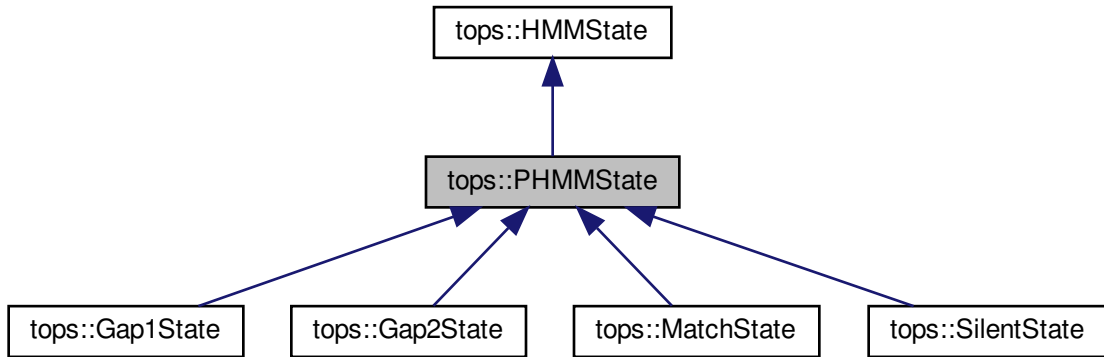 tops::HMMState
tops::PHMMState
tops::Gap1State
tops::Gap2State
tops::MatchState
tops::SilentState